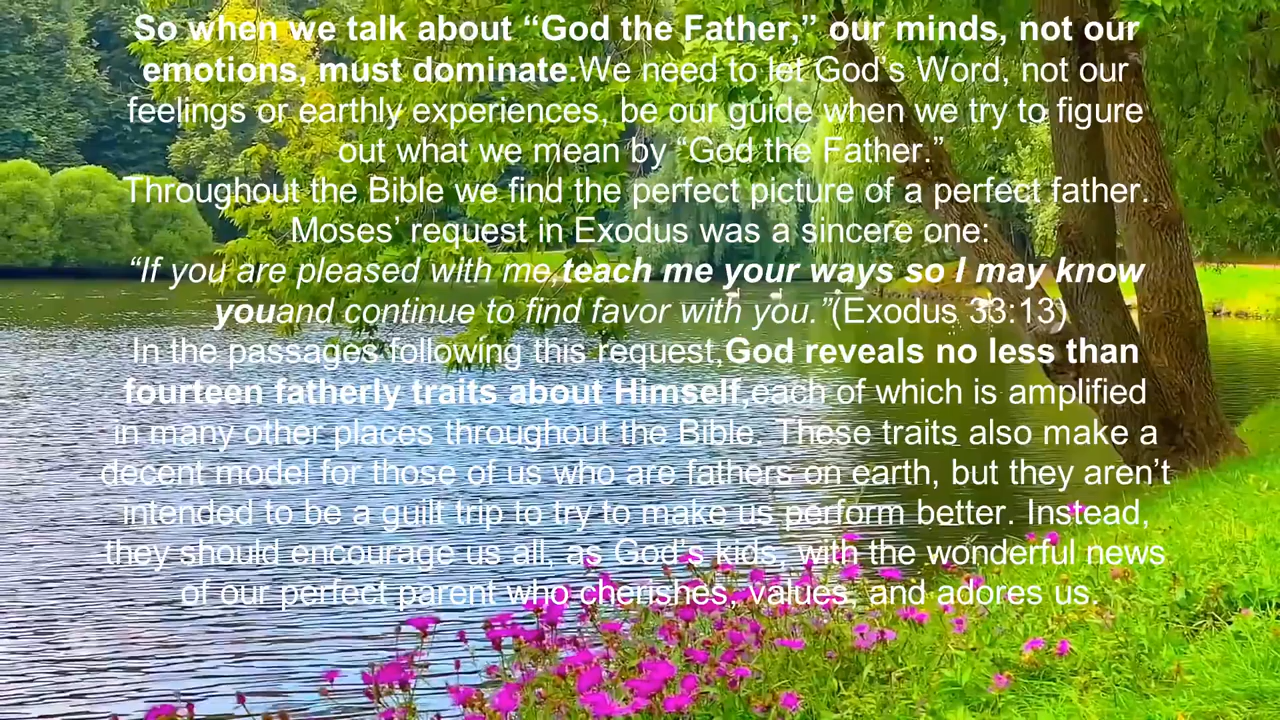 So when we talk about “God the Father,” our minds, not our
emotions, must dominate.We need to let God’s Word, not our
feelings or earthly experiences, be our guide when we try to figure
out what we mean by “God the Father.”
Throughout the Bible we find the perfect picture of a perfect father.
Moses’ request in Exodus was a sincere one:
“If you are pleased with me,teach me your ways so I may know
youand continue to find favor with you.”(Exodus 33:13)
In the passages following this request,God reveals no less than
fourteen fatherly traits about Himself,each of which is amplified
in many other places throughout the Bible. These traits also make a
decent model for those of us who are fathers on earth, but they aren’t
intended to be a guilt trip to try to make us perform better. Instead,
they should encourage us all, as God’s kids, with the wonderful news
of our perfect parent who cherishes, values, and adores us.